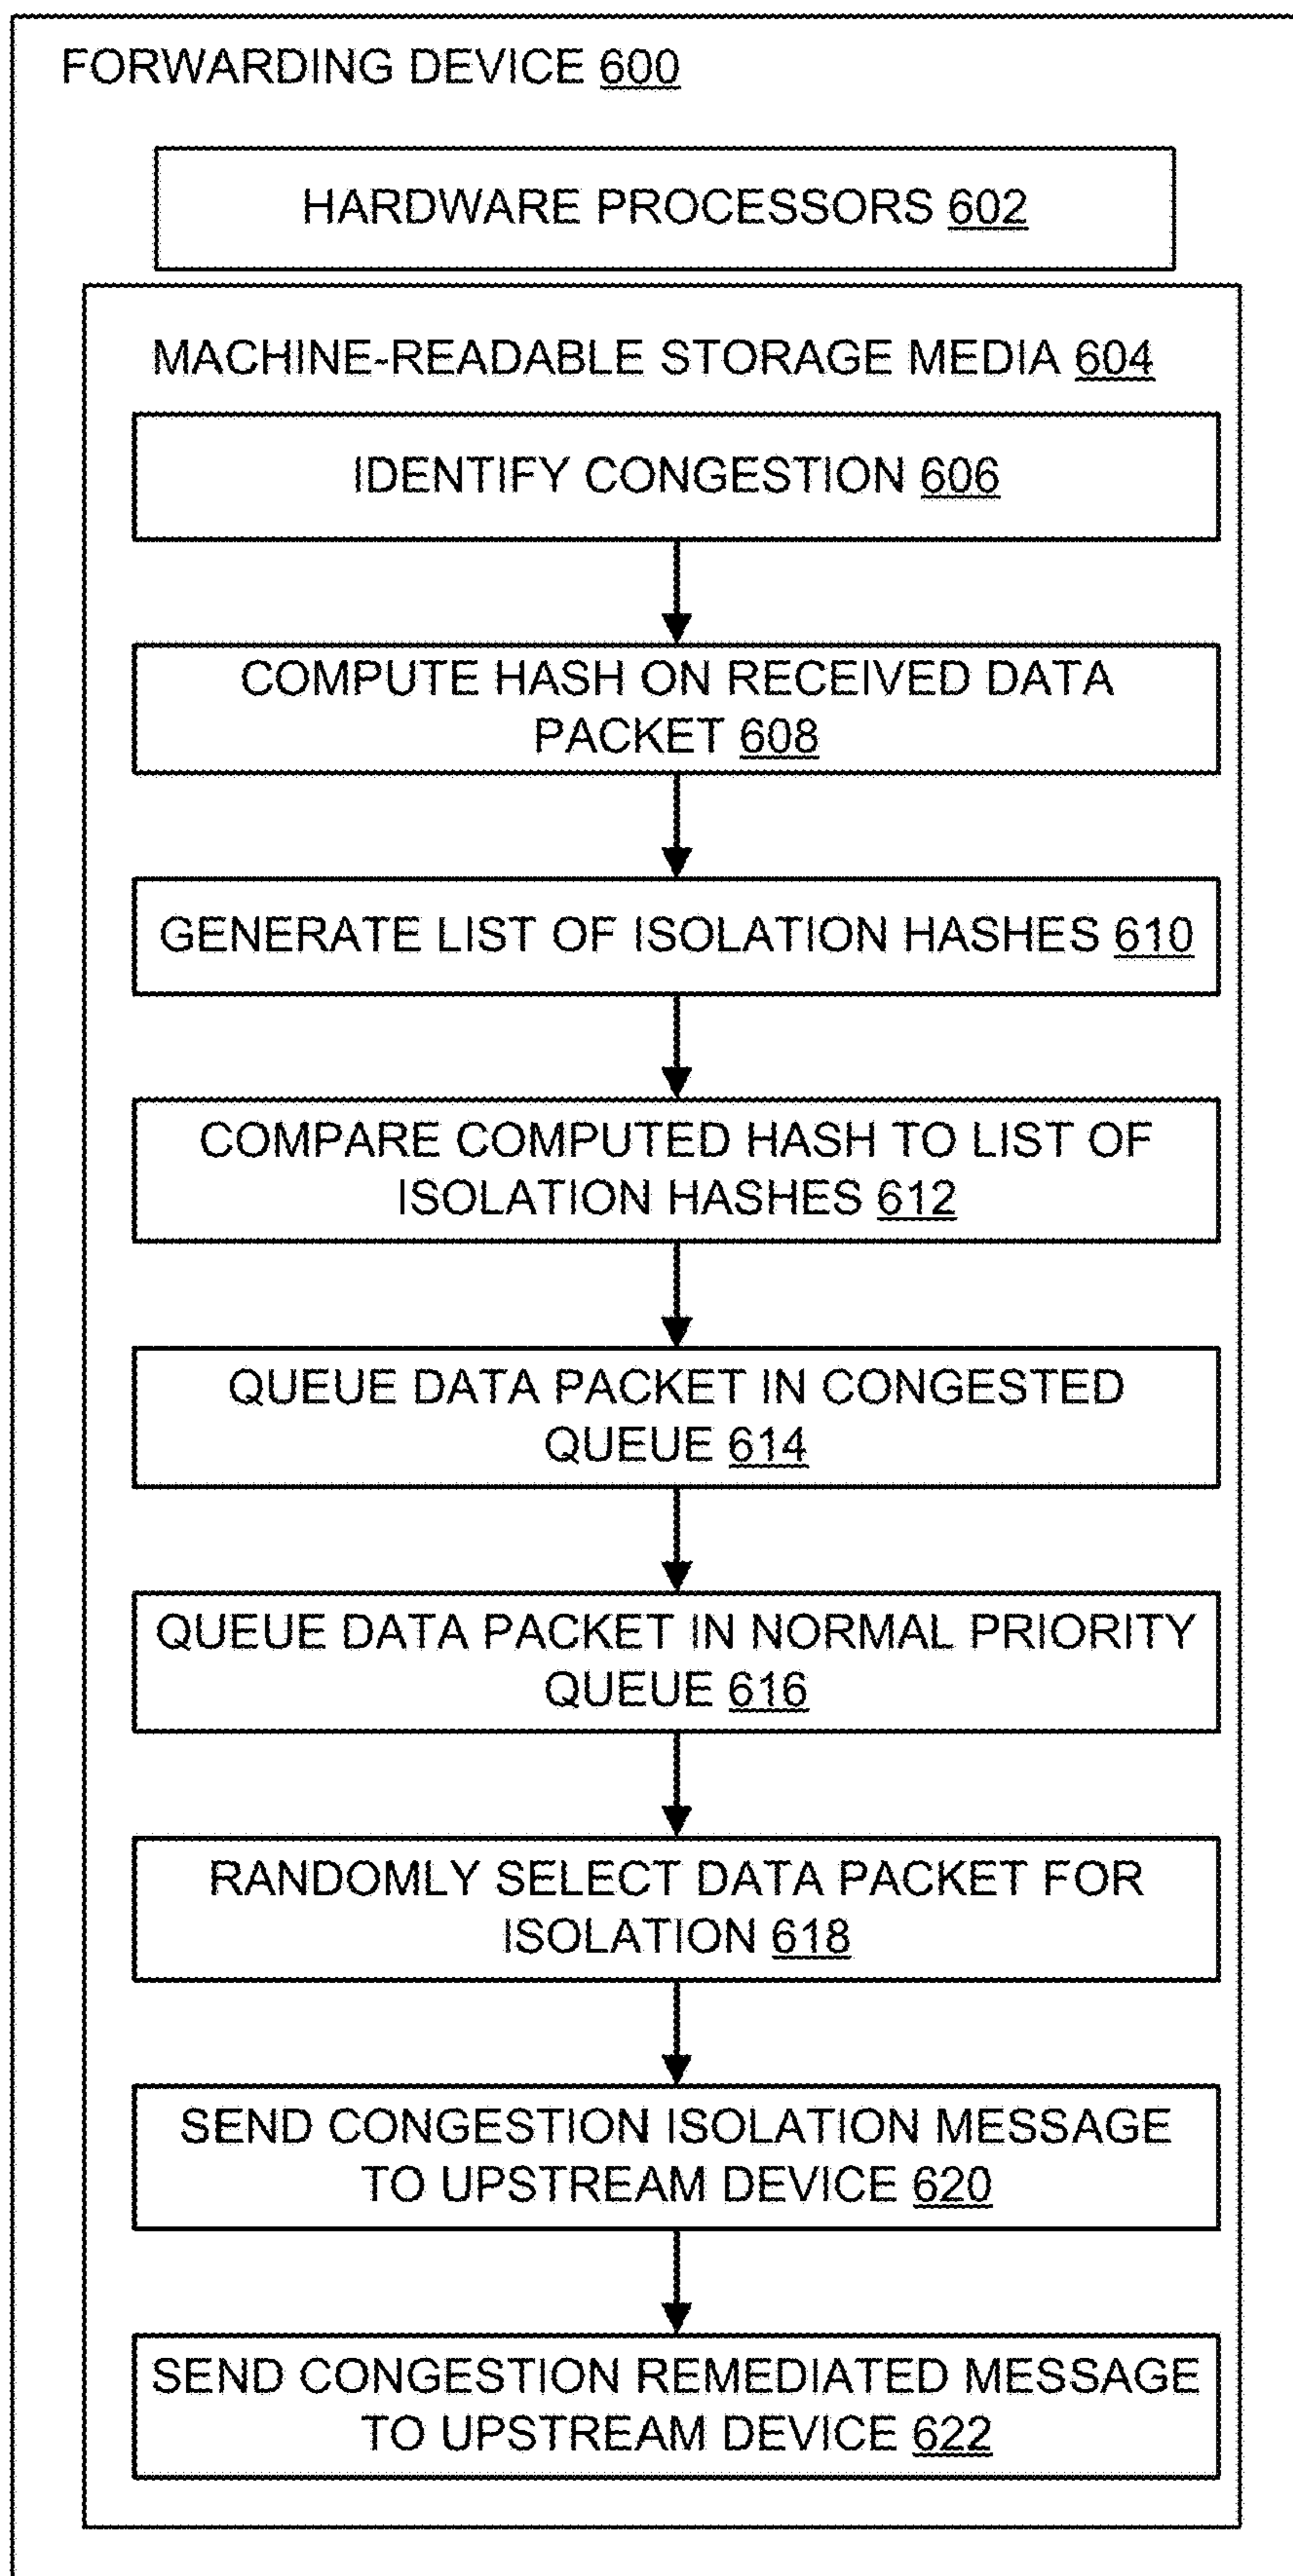 FORWARDING DEVICE 600
HARDWARE PROCESSORS 602
MACHINE-READABLE STORAGE MEDIA 604
IDENTIFY CONGESTION 606
COMPUTE HASH ON RECEIVED DATA
PACKET 608
GENERATE LIST OF ISOLATION HASHES 610
COMPARE COMPUTED HASH TO LIST OF
ISOLATION HASHES 612
QUEUE DATA PACKET IN CONGESTED
QUEUE 614
QUEUE DATA PACKET IN NORMAL PRIORITY
QUEUE 616
RANDOMLY SELECT DATA PACKET FOR
ISOLATION 618
SEND CONGESTION ISOLATION MESSAGE
TO UPSTREAM DEVICE 620
SEND CONGESTION REMEDIATED MESSAGE
TO UPSTREAM DEVICE 622